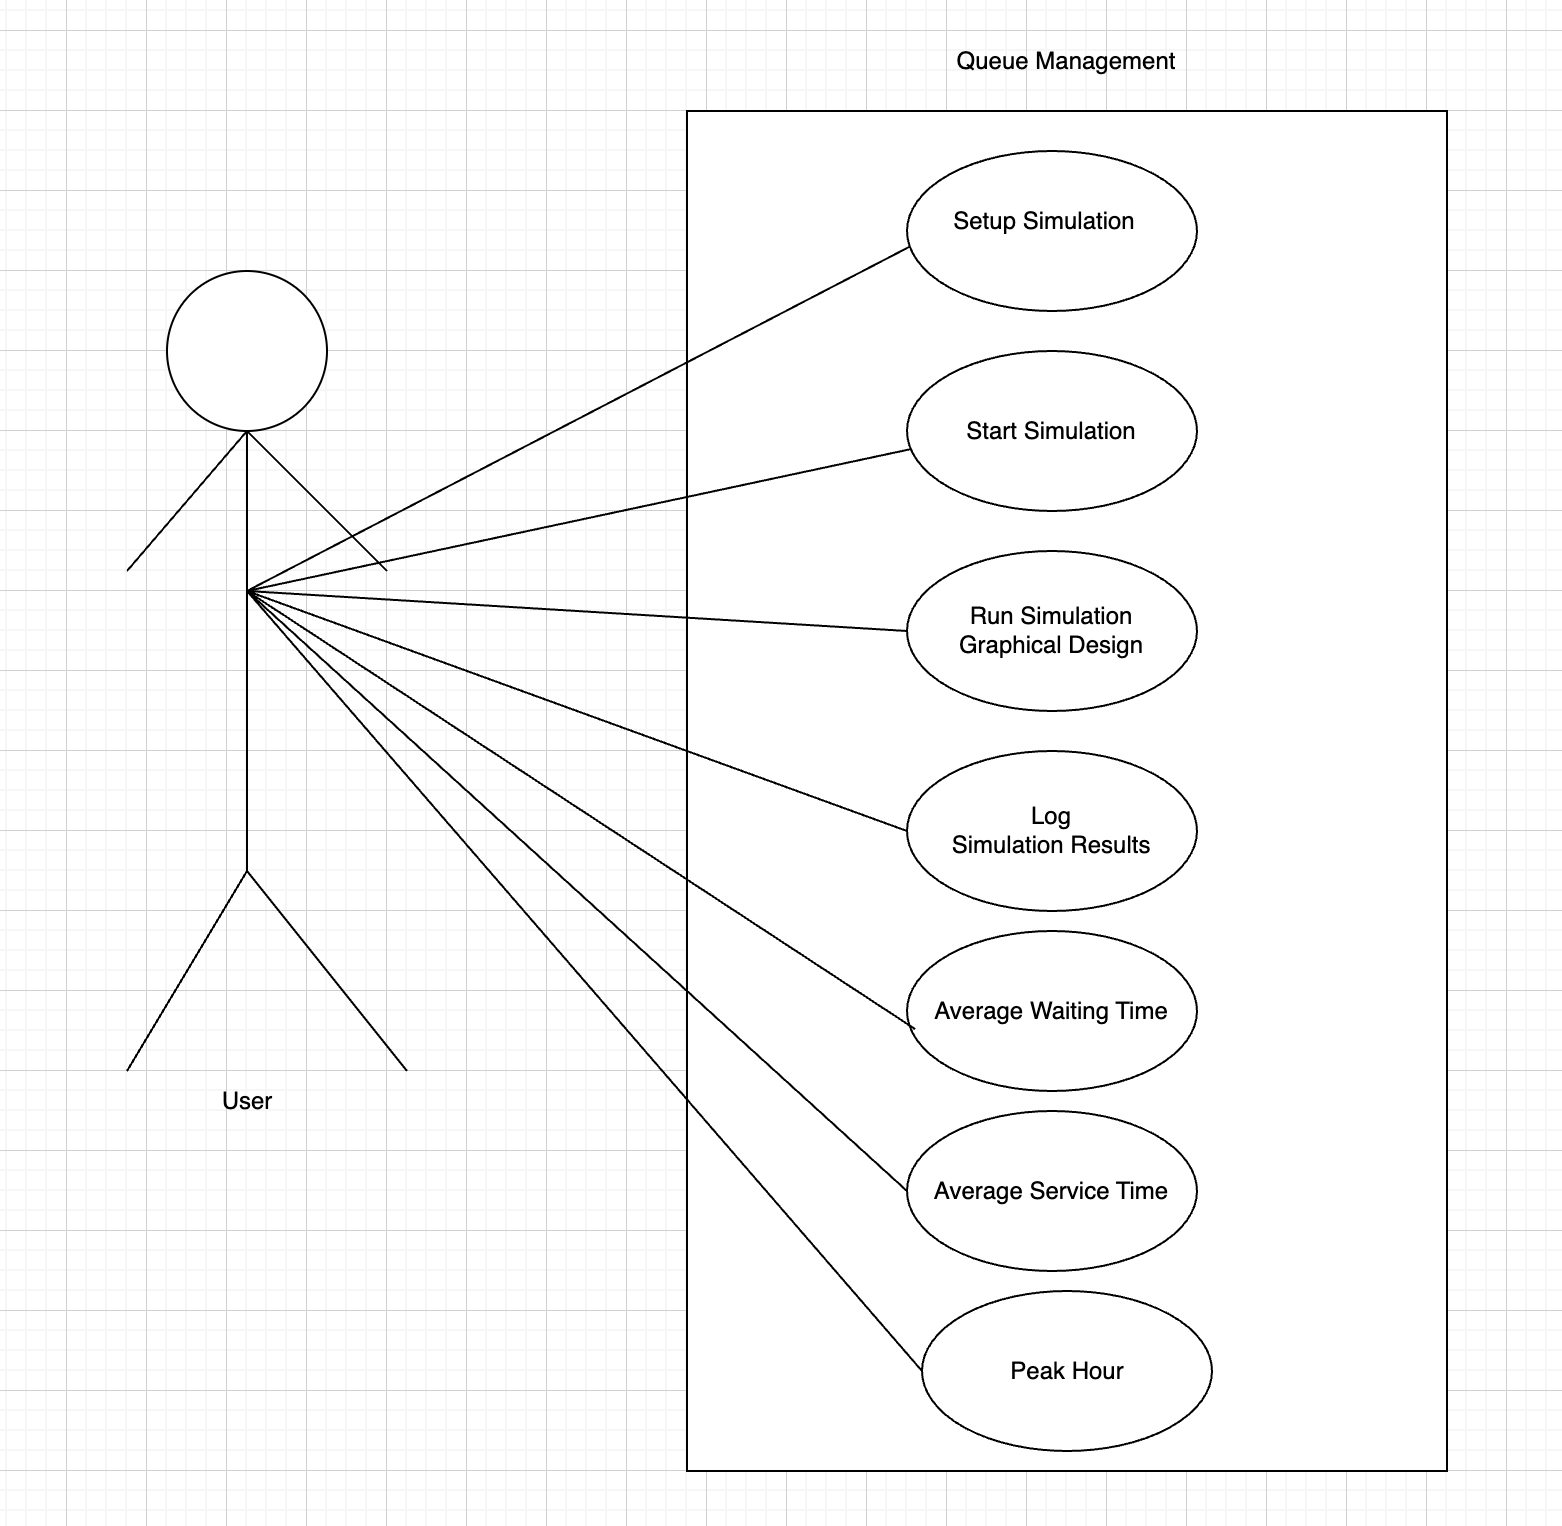 Queue Management
Setup Simulation
Start Simulation
Run Simulation
Graphical Design
Log
Simulation Results
Average Waiting Time
Average Service Time
Peak Hour
User